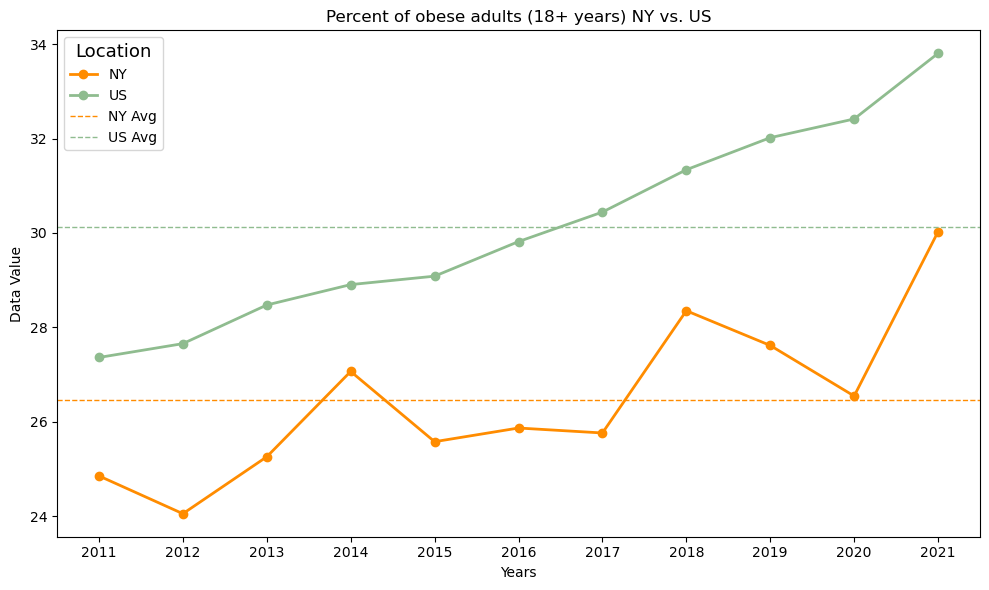 Percent of obese adults (18+ years) NY vs. US
Location
NY
US
NY Avg
US Avg
Data Value
34
32
30
28
26
24
2011 2012 2013 2014 2015 2016 2017 2018 2019 2020 2021
Years